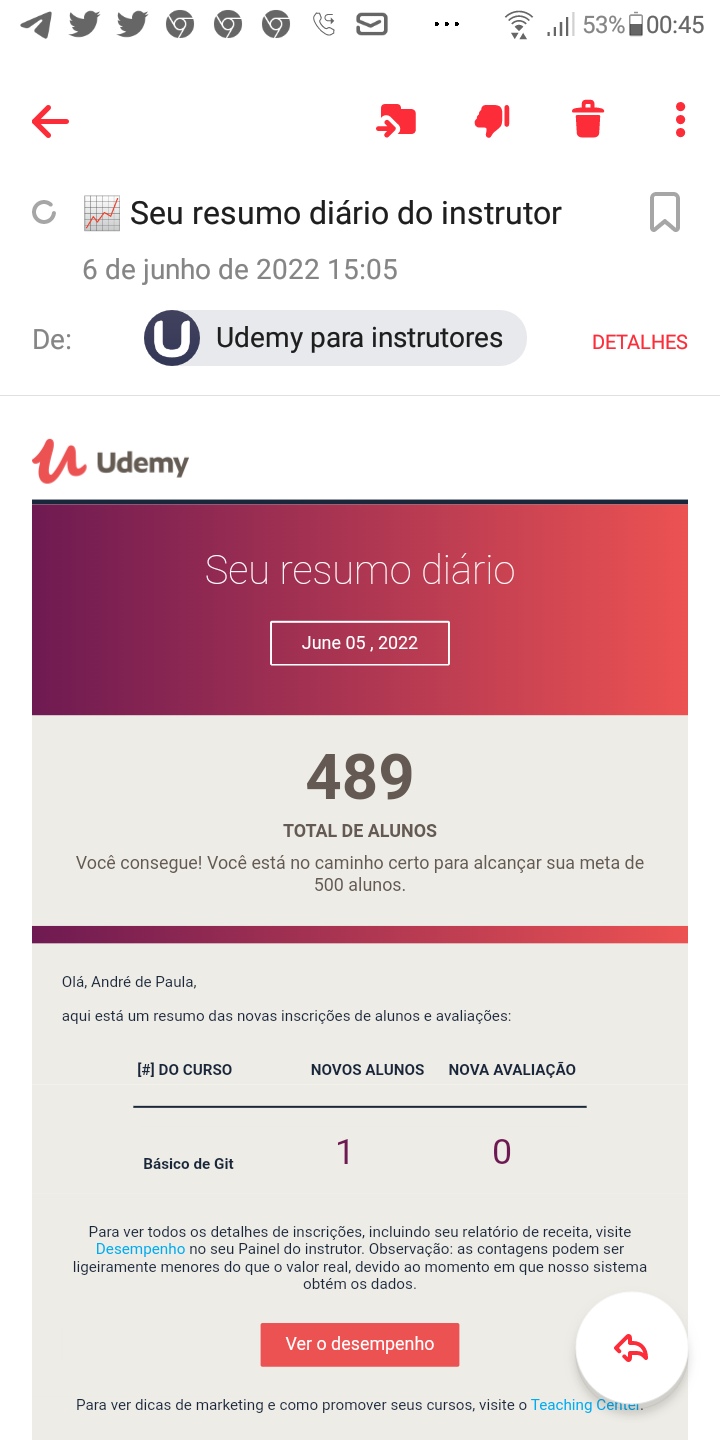 53% 00:45
Seu resumo diário do instrutor
6 de junho de 2022 15:05
De: Udemy para instrutores DETALHES
Udemy
Seu resumo diário
June 05 , 2022
489
TOTAL DE ALUNOS
Você consegue! Você está no caminho certo para alcançar sua meta de
500 alunos.
Olá, André de Paula,
aqui está um resumo das novas inscrições de alunos e avaliações:
[#] DO CURSO NOVOS ALUNOS NOVA AVALIAÇÃO
Básico de Git 1 0
Para ver todos os detalhes de inscrições, incluindo seu relatório de receita, visite
Desempenho no seu Painel do instrutor. Observação: as contagens podem ser
ligeiramente menores do que o valor real, devido ao momento em que nosso sistema
obtém os dados.
Ver o desempenho
Para ver dicas de marketing e como promover seus cursos, visite o Teaching Center.